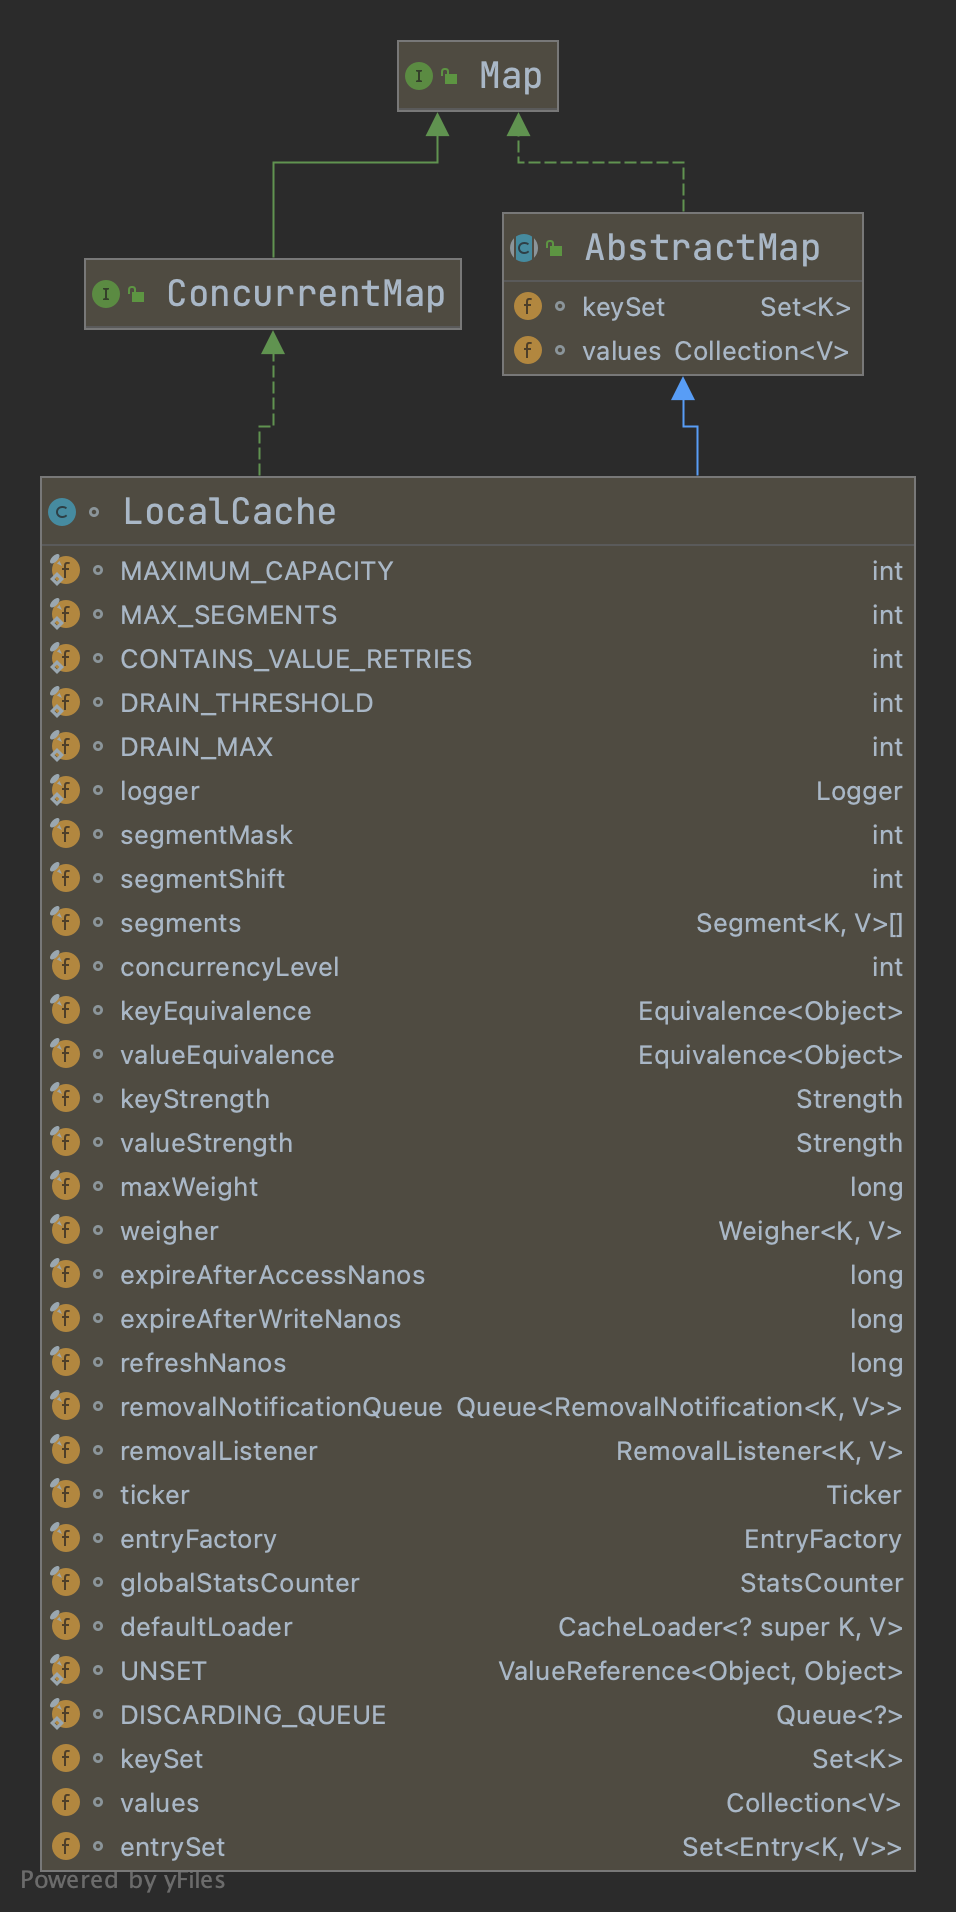 Map
ConcurrentMap
AbstractMap
keySet Set<K>
values Collection<V>
LocalCache
MAXIMUM_CAPACITY int
MAX_SEGMENTS int
CONTAINS_VALUE_RETRIES int
DRAIN_THRESHOLD int
DRAIN_MAX int
logger Logger
segmentMask int
segmentShift int
segments Segment<K, V>[]
concurrencyLevel int
keyEquivalence Equivalence<Object>
valueEquivalence Equivalence<Object>
keyStrength Strength
valueStrength Strength
maxWeight long
weigher Weigher<K, V>
expireAfterAccessNanos long
expireAfterWriteNanos long
refreshNanos long
removalNotificationQueue Queue<RemovalNotification<K, V>>
removalListener RemovalListener<K, V>
ticker Ticker
entryFactory EntryFactory
globalStatsCounter StatsCounter
defaultLoader CacheLoader<? super K, V>
UNSET ValueReference<Object, Object>
DISCARDING_QUEUE Queue<?>
keySet Set<K>
values Collection<V>
entrySet Set<Entry<K, V>>
Powered by yFiles